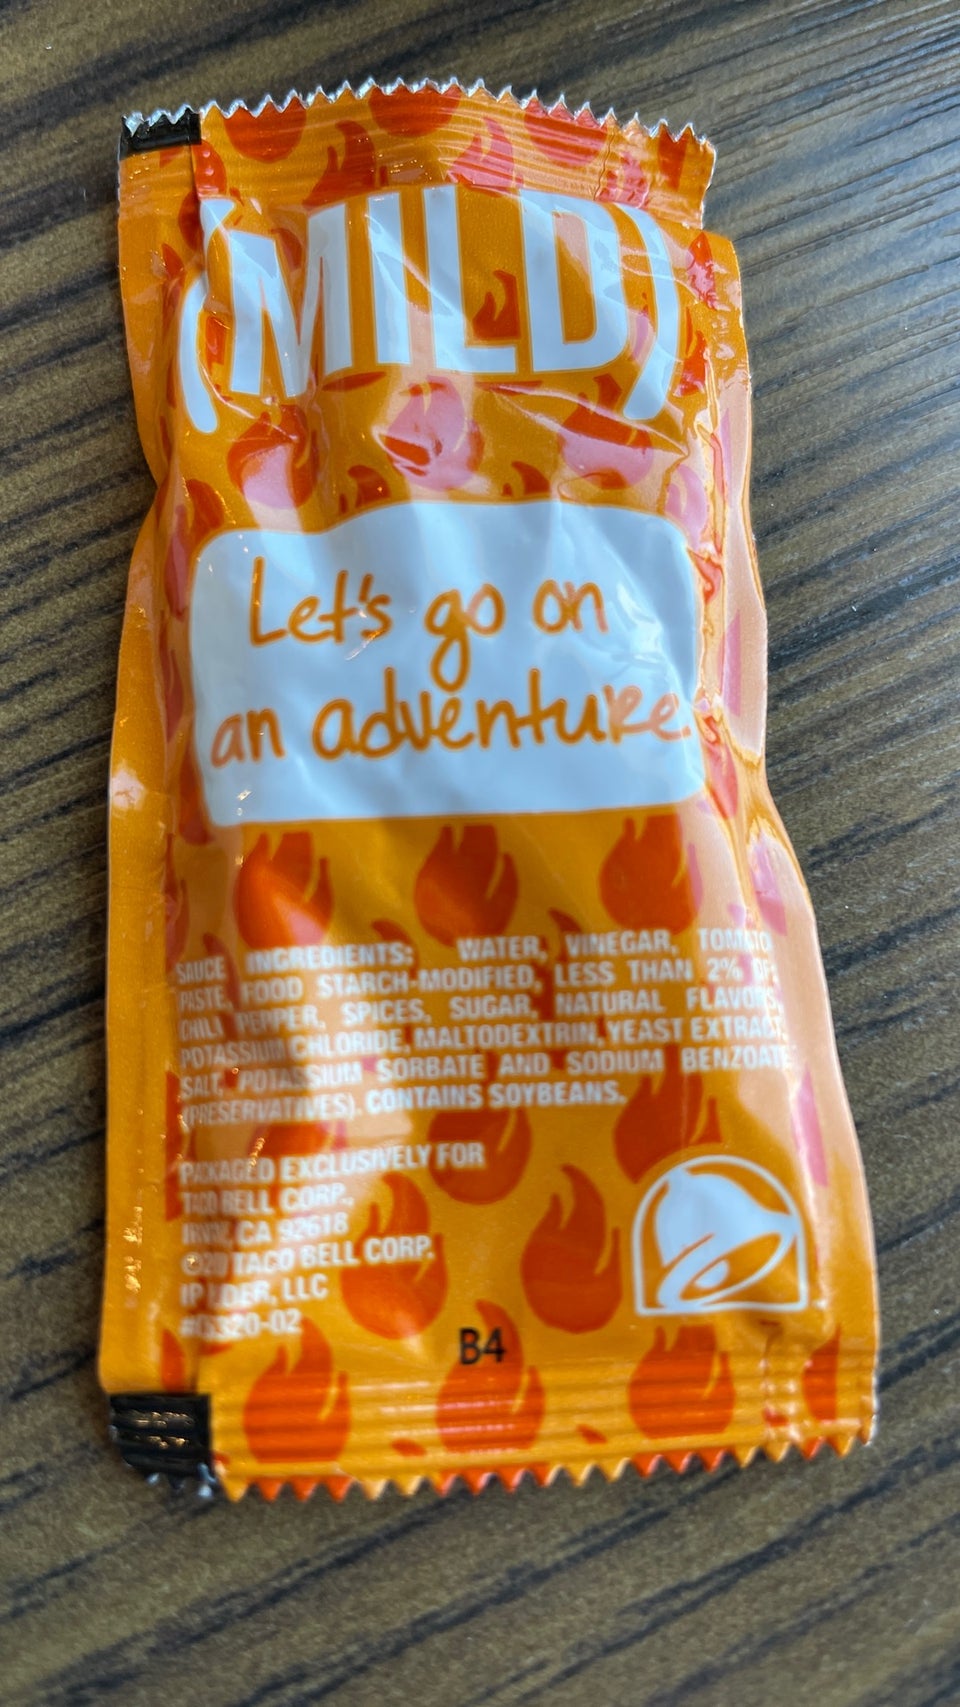 (MILD)
Let's go on
an adventure.
SAUCE INGREDIENTS: WATER, VINEGAR, TOMATO
PASTE, FOOD STARCH-MODIFIED, LESS THAN 2% OF:
CHILI PEPPER, SPICES, SUGAR, NATURAL FLAVORS,
POTASSIUM CHLORIDE, MALTODEXTRIN, YEAST EXTRACT,
SALT, POTASSIUM SORBATE AND SODIUM BENZOATE
(PRESERVATIVES). CONTAINS SOYBEANS.
PACKAGED EXCLUSIVELY FOR
TACO BELL CORP.,
CA 92618
TACO BELL CORP.
LLC
B4